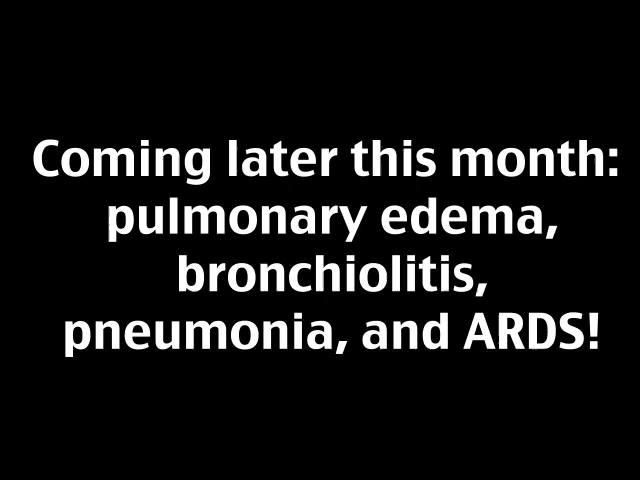 Coming later this month:
pulmonary edema,
bronchiolitis,
pneumonia, and ARDS!